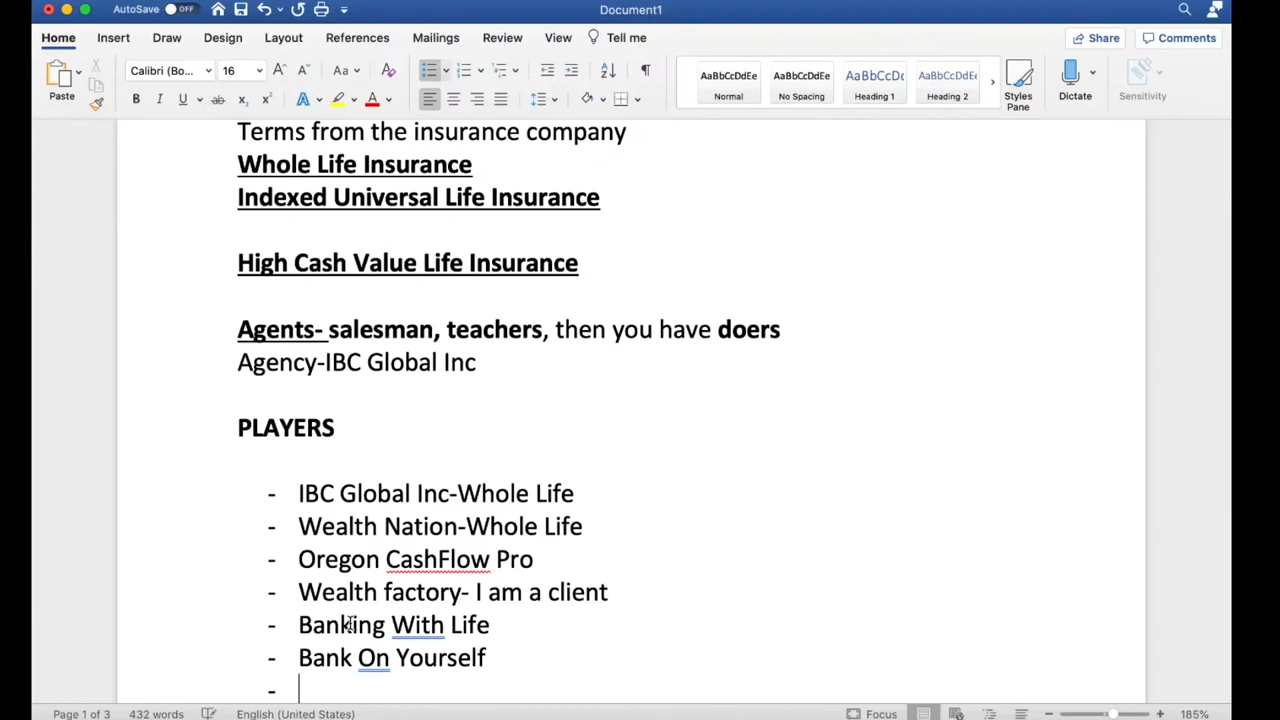 AutoSave OFF Document1
Home Insert Draw Design Layout References Mailings Review View Tell me Share Comments
Paste Calibri (Bo... 16 Aa AaBbCcDdEe Normal AaBbCcDdEe No Spacing AaBbCcDc Heading 1 AaBbCcDdEe Heading 2 Styles Pane Dictate Sensitivity
B I U ab X₂ X² A A
Terms from the insurance company
Whole Life Insurance
Indexed Universal Life Insurance
High Cash Value Life Insurance
Agents- salesman, teachers, then you have doers
Agency-IBC Global Inc
PLAYERS
- IBC Global Inc-Whole Life
- Wealth Nation-Whole Life
- Oregon CashFlow Pro
- Wealth factory- I am a client
- Banking With Life
- Bank On Yourself
-
Page 1 of 3 432 words English (United States) Focus 185%